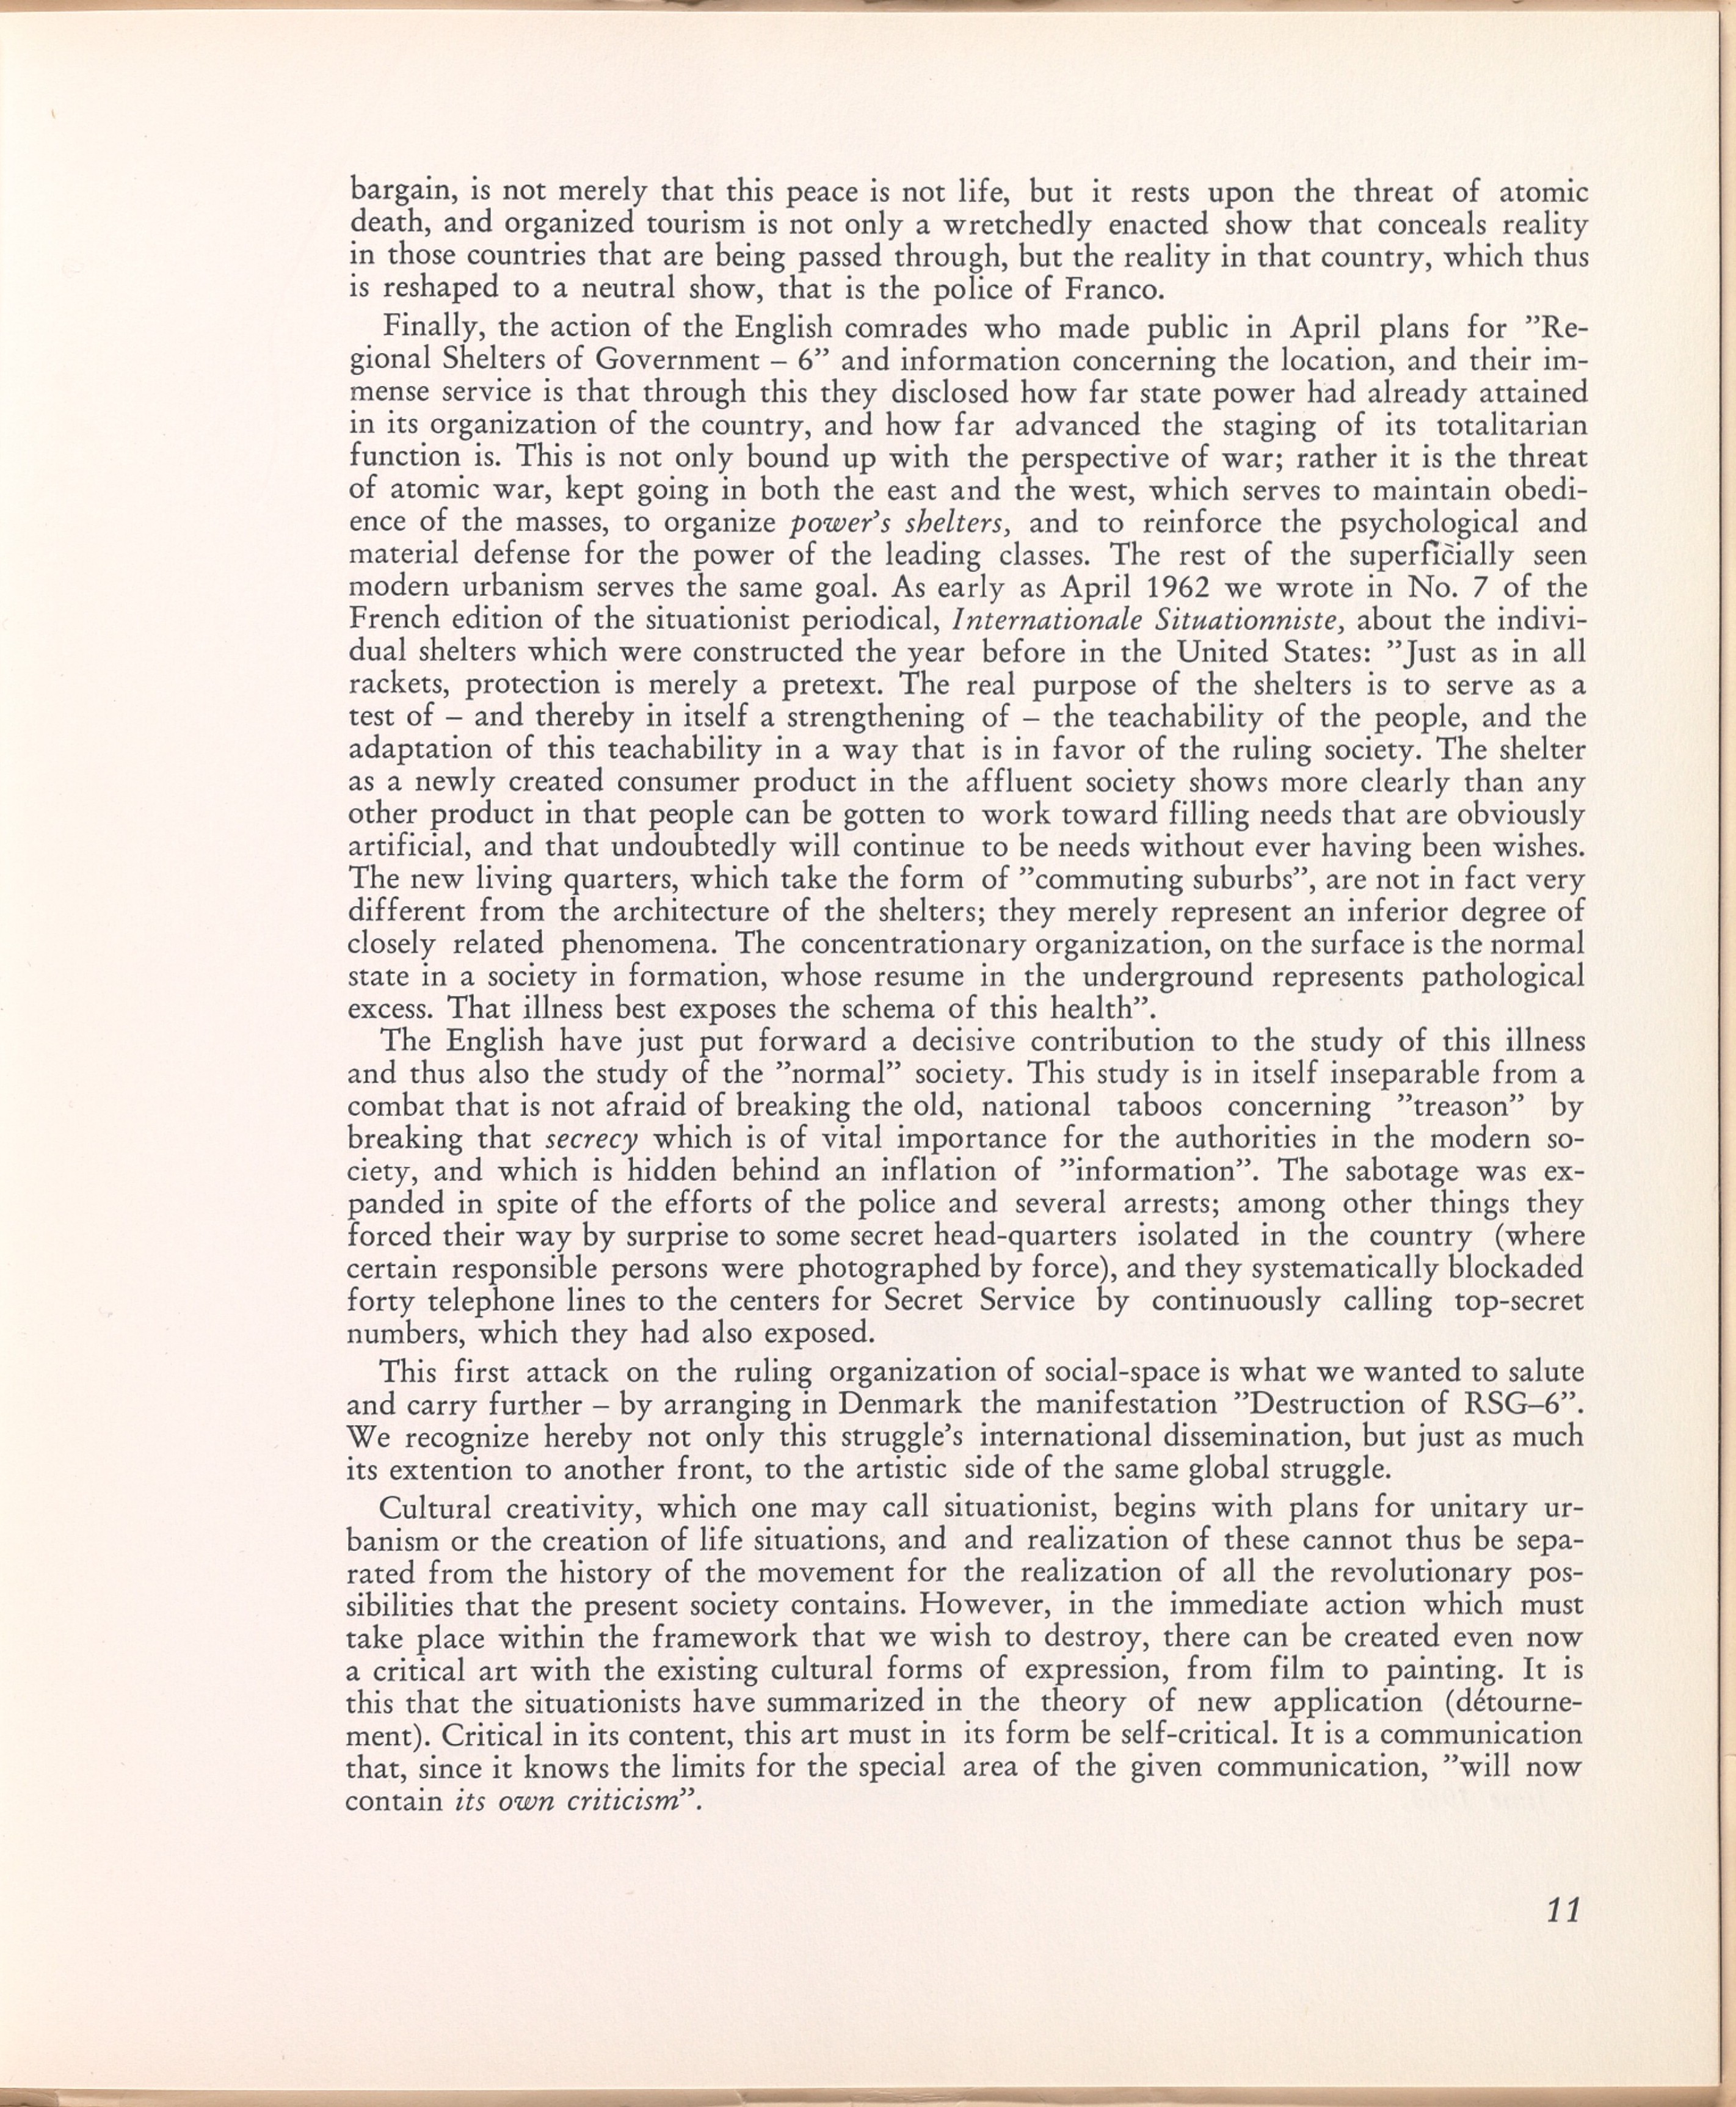 bargain, is not merely that this peace is not life, but it rests upon the threat of atomic
death, and organized tourism is not only a wretchedly enacted show that conceals reality
in those countries that are being passed through, but the reality in that country, which thus
is reshaped to a neutral show, that is the police of Franco.
Finally, the action of the English comrades who made public in April plans for ”Re-
gional Shelters of Government – 6” and information concerning the location, and their im-
mense service is that through this they disclosed how far state power had already attained
in its organization of the country, and how far advanced the staging of its totalitarian
function is. This is not only bound up with the perspective of war; rather it is the threat
of atomic war, kept going in both the east and the west, which serves to maintain obedi-
ence of the masses, to organize power’s shelters, and to reinforce the psychological and
material defense for the power of the leading classes. The rest of the superficially seen
modern urbanism serves the same goal. As early as April 1962 we wrote in No. 7 of the
French edition of the situationist periodical, Internationale Situationniste, about the indivi-
dual shelters which were constructed the year before in the United States: ”Just as in all
rackets, protection is merely a pretext. The real purpose of the shelters is to serve as a
test of – and thereby in itself a strengthening of – the teachability of the people, and the
adaptation of this teachability in a way that is in favor of the ruling society. The shelter
as a newly created consumer product in the affluent society shows more clearly than any
other product in that people can be gotten to work toward filling needs that are obviously
artificial, and that undoubtedly will continue to be needs without ever having been wishes.
The new living quarters, which take the form of ”commuting suburbs”, are not in fact very
different from the architecture of the shelters; they merely represent an inferior degree of
closely related phenomena. The concentrationary organization, on the surface is the normal
state in a society in formation, whose resume in the underground represents pathological
excess. That illness best exposes the schema of this health”.
The English have just put forward a decisive contribution to the study of this illness
and thus also the study of the ”normal” society. This study is in itself inseparable from a
combat that is not afraid of breaking the old, national taboos concerning ”treason” by
breaking that secrecy which is of vital importance for the authorities in the modern so-
ciety, and which is hidden behind an inflation of ”information”. The sabotage was ex-
panded in spite of the efforts of the police and several arrests; among other things they
forced their way by surprise to some secret head-quarters isolated in the country (where
certain responsible persons were photographed by force), and they systematically blockaded
forty telephone lines to the centers for Secret Service by continuously calling top-secret
numbers, which they had also exposed.
This first attack on the ruling organization of social-space is what we wanted to salute
and carry further – by arranging in Denmark the manifestation ”Destruction of RSG–6”.
We recognize hereby not only this struggle’s international dissemination, but just as much
its extention to another front, to the artistic side of the same global struggle.
Cultural creativity, which one may call situationist, begins with plans for unitary ur-
banism or the creation of life situations, and and realization of these cannot thus be sepa-
rated from the history of the movement for the realization of all the revolutionary pos-
sibilities that the present society contains. However, in the immediate action which must
take place within the framework that we wish to destroy, there can be created even now
a critical art with the existing cultural forms of expression, from film to painting. It is
this that the situationists have summarized in the theory of new application (détourne-
ment). Critical in its content, this art must in its form be self-critical. It is a communication
that, since it knows the limits for the special area of the given communication, ”will now
contain its own criticism”.
11